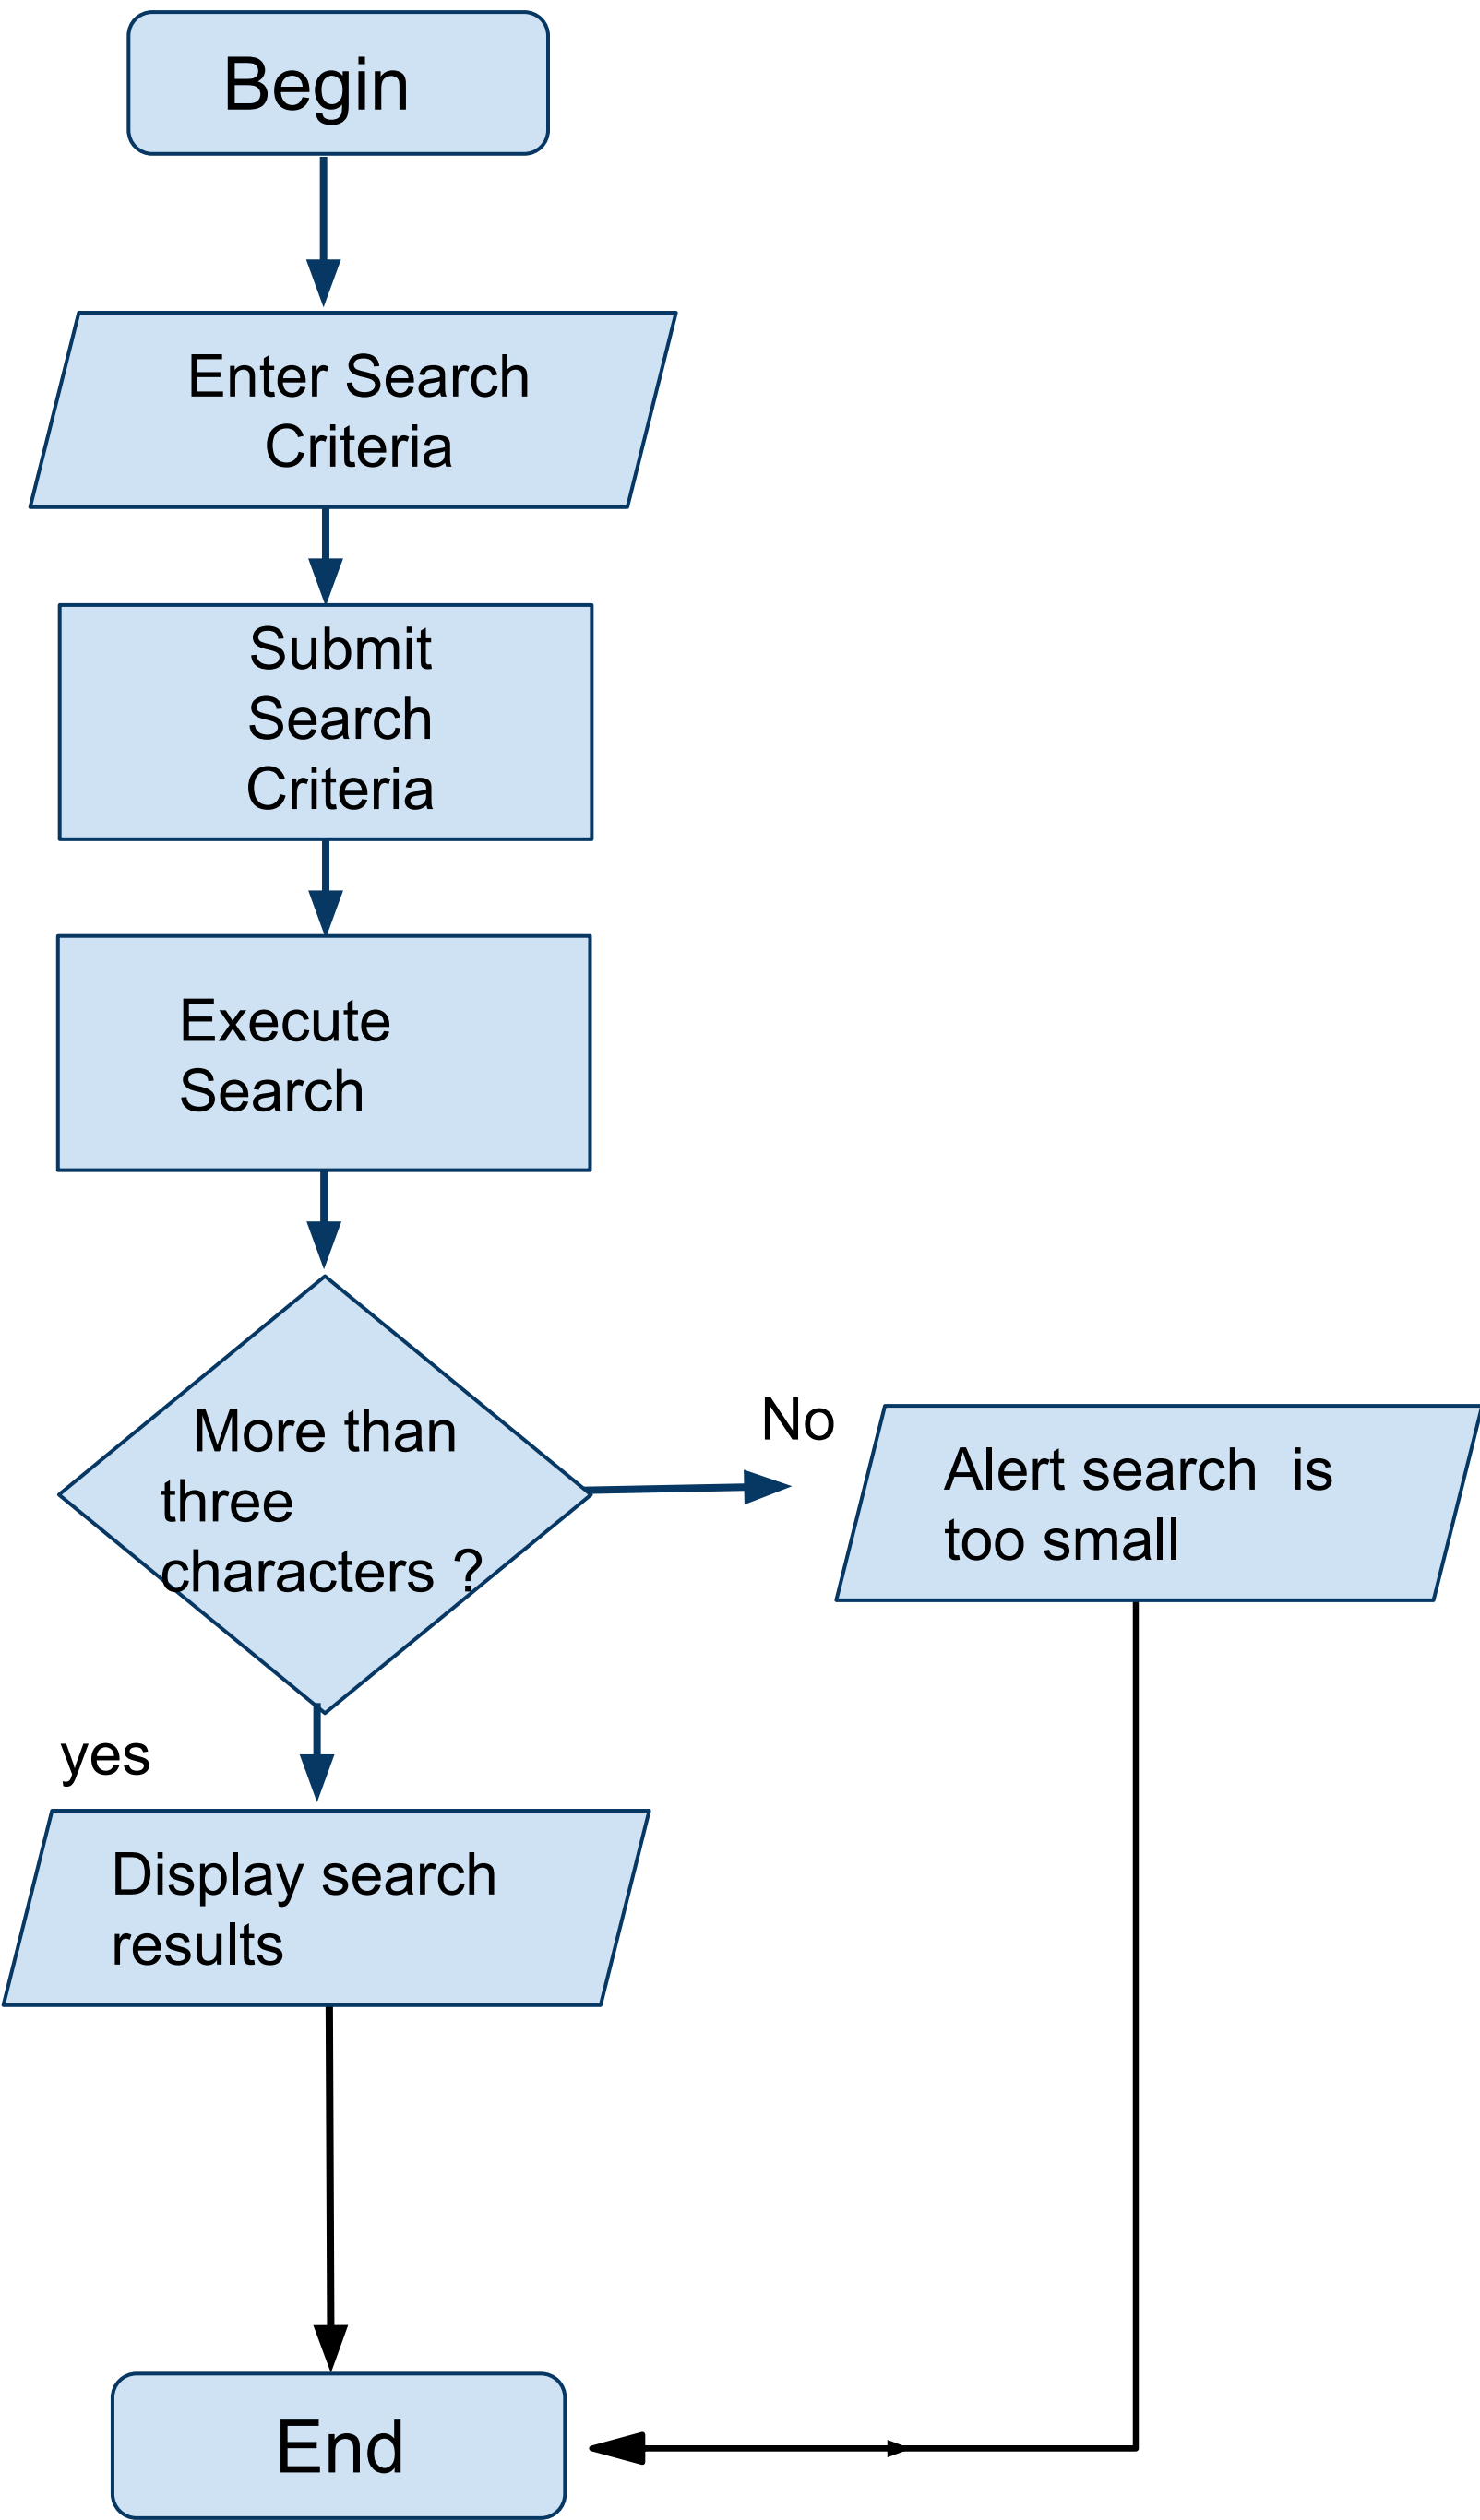 Begin
Enter Search
Criteria
Submit
Search
Criteria
Execute
Search
More than
three
characters ?
No
Alert search  is
too small
yes
Display search
results
End